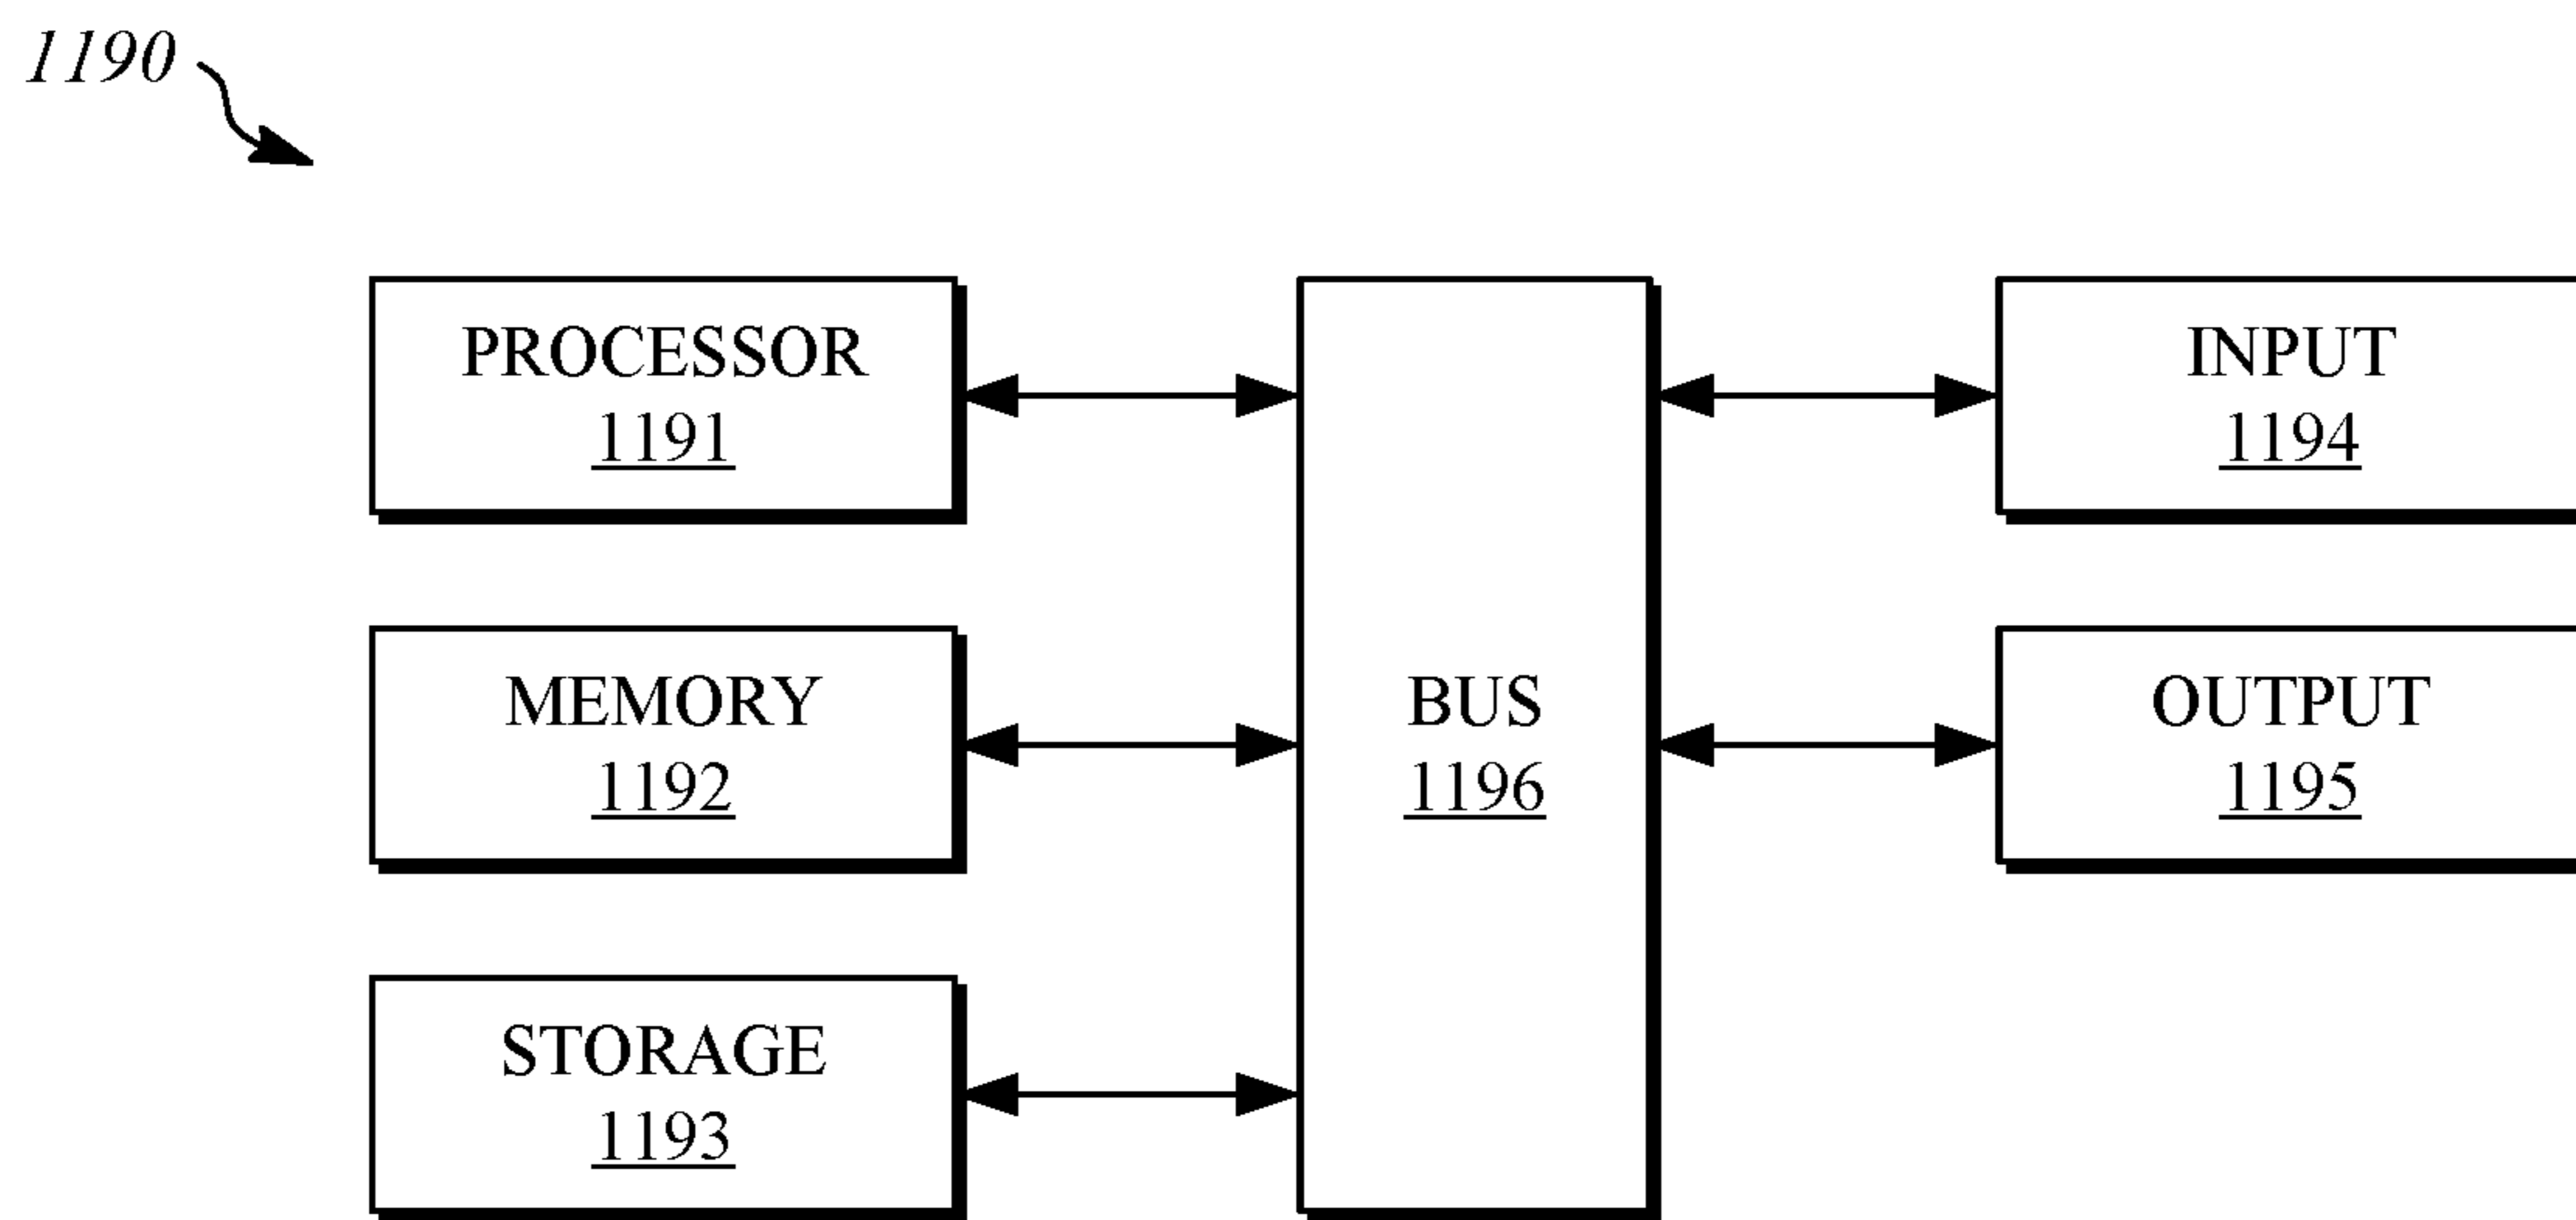 1190
PROCESSOR
1191
MEMORY
1192
STORAGE
1193
BUS
1196
INPUT
1194
OUTPUT
1195